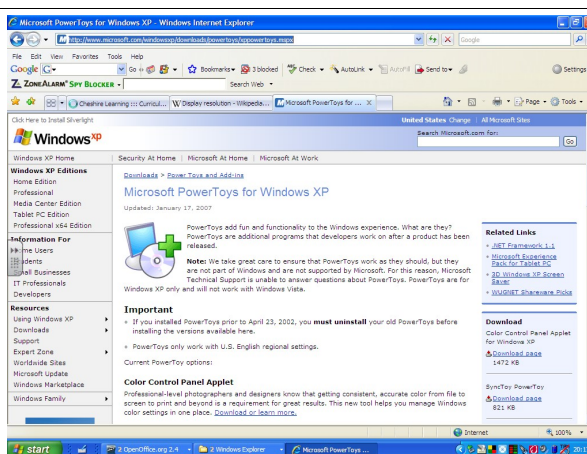 Microsoft PowerToys for Windows XP - Windows Internet Explorer
http://www.microsoft.com/windowsxp/downloads/powertoys/xppowertoys.mspx
Google
File Edit View Favorites Tools Help
Google G Go Bookmarks 3 blocked Check AutoLink AutoFill Send to Settings
ZONEALARM SPY BLOCKER Search Web
Cheshire Learning ::: Curricul... W Display resolution - Wikipedia... Microsoft PowerToys for ... X Page Tools
Click Here to Install Silverlight United States Change | All Microsoft Sites
Windows xp
Search Microsoft.com for:
Go
Windows XP Home | Security At Home | Microsoft At Home | Microsoft At Work
Windows XP Editions
Home Edition
Professional
Media Center Edition
Tablet PC Edition
Professional x64 Edition
Information For
Users
dents
all Businesses
IT Professionals
Developers
Resources
Using Windows XP
Downloads
Support
Expert Zone
Worldwide Sites
Microsoft Update
Windows Marketplace
Windows Family
Downloads > Power Toys and Add-ins
Microsoft PowerToys for Windows XP
Updated: January 17, 2007
PowerToys add fun and functionality to the Windows experience. What are they?
PowerToys are additional programs that developers work on after a product has been
released.
Note: We take great care to ensure that PowerToys work as they should, but they
are not part of Windows and are not supported by Microsoft. For this reason, Microsoft
Technical Support is unable to answer questions about PowerToys. PowerToys are for
Windows XP only and will not work with Windows Vista.
Important
• If you installed PowerToys prior to April 23, 2002, you must uninstall your old PowerToys before
installing the versions available here.
• PowerToys only work with U.S. English regional settings.
Current PowerToy options:
Color Control Panel Applet
Professional-level photographers and designers know that getting consistent, accurate color from file to
screen to print and beyond is a requirement for great results. This new tool helps you manage Windows
color settings in one place. Download or learn more.
Related Links
• .NET Framework 1.1
• Microsoft Experience
Pack for Tablet PC
• 3D Windows XP Screen
Saver
• WUGNET Shareware Picks
Download
Color Control Panel Applet
for Windows XP
Download page
1472 KB
SyncToy PowerToy
Download page
821 KB
Internet 100%
start 2 OpenOffice.org 2.4 2 Windows Explorer Microsoft PowerToys ...